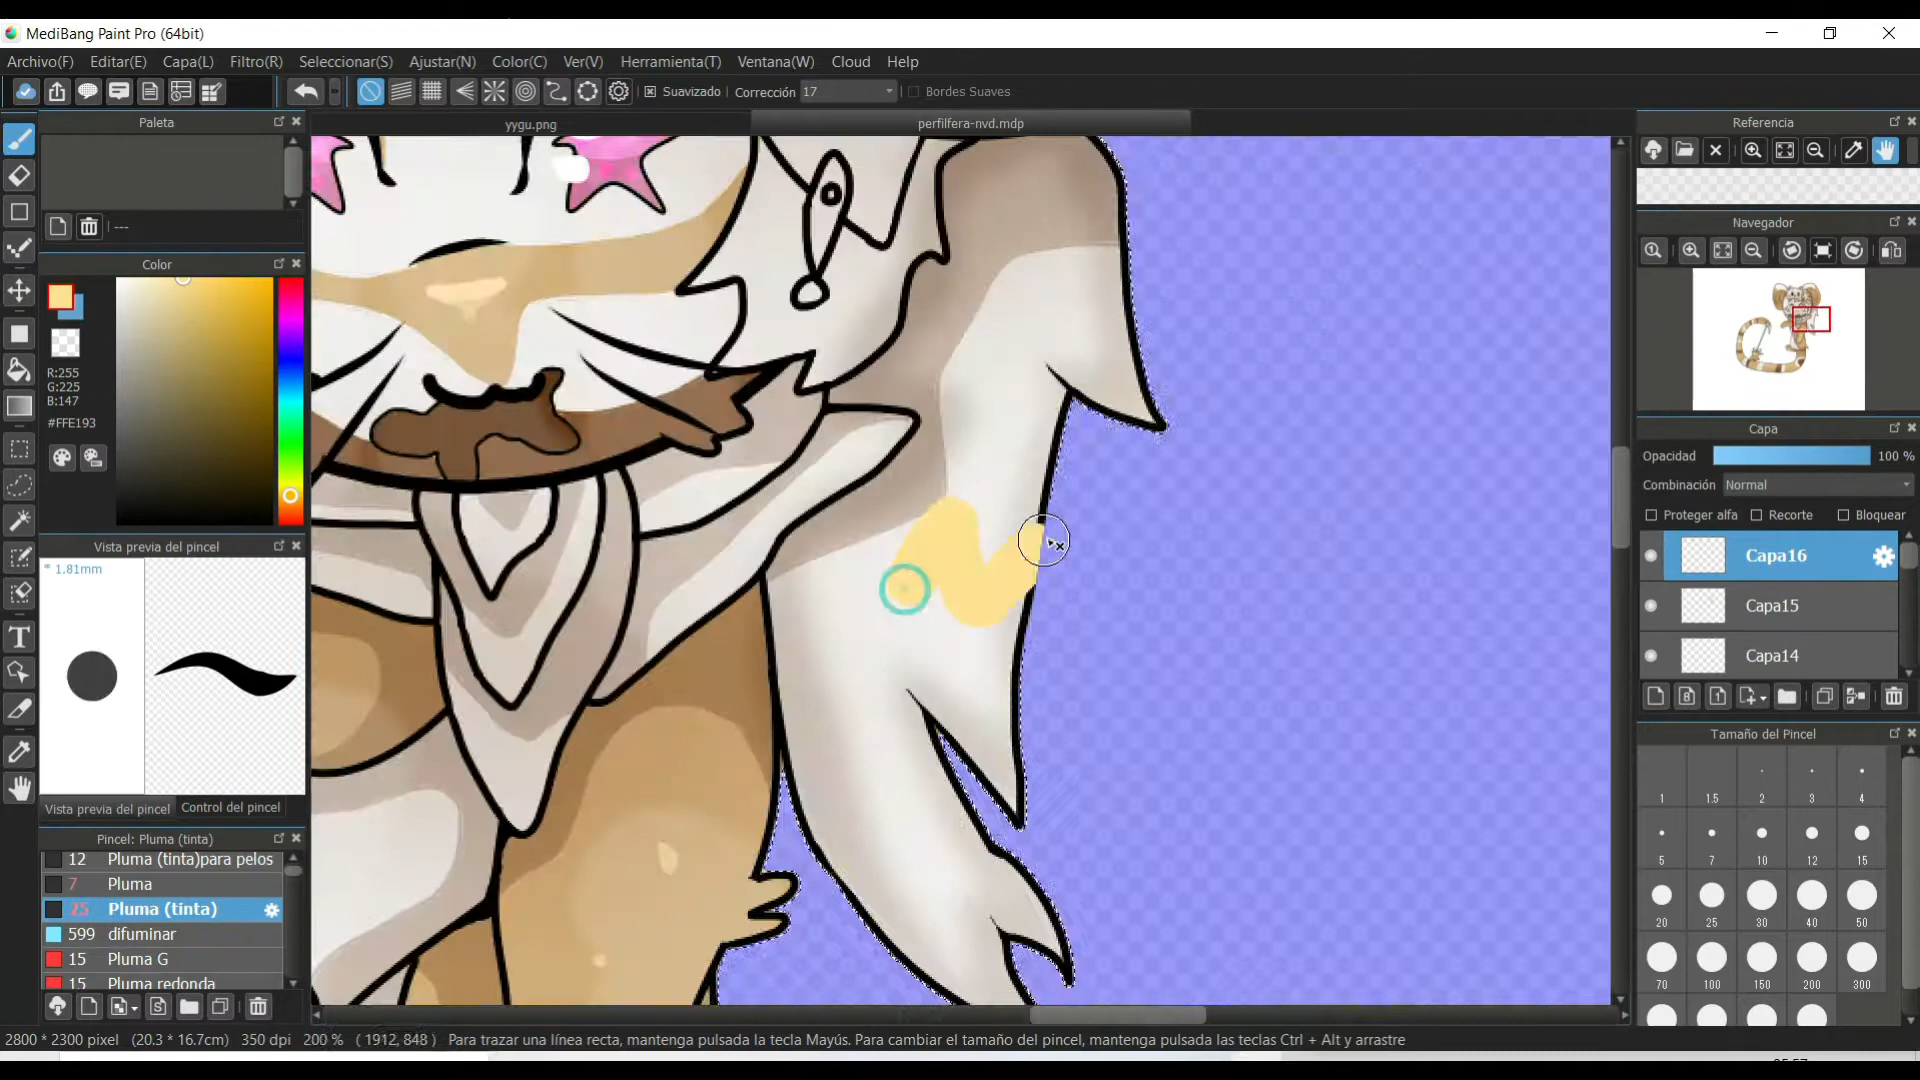 MediBang Paint Pro (64bit)
Archivo(F) Editar(E) Capa(L) Filtro(R) Seleccionar(S) Ajustar(N) Color(C) Ver(V) Herramienta(T) Ventana(W) Cloud Help
Suavizado Corrección 17 Bordes Suaves
Paleta
yygu.png
perfilfera-nvd.mdp
Referencia
---
Navegador
Color
R:255
G:225
B:147
#FFE193
Capa
Opacidad 100 %
Combinación Normal
Proteger alfa Recorte Bloquear
Capa16
Capa15
Capa14
Vista previa del pincel
* 1.81mm
Vista previa del pincel Control del pincel
Tamaño del Pincel
1 1.5 2 3 4
5 7 10 12 15
20 25 30 40 50
70 100 150 200 300
Pincel: Pluma (tinta)
12 Pluma (tinta)para pelos
7 Pluma
25 Pluma (tinta)
599 difuminar
15 Pluma G
15 Pluma redonda
2800 * 2300 pixel (20.3 * 16.7cm) 350 dpi 200 % ( 1912, 848 ) Para trazar una línea recta, mantenga pulsada la tecla Mayús. Para cambiar el tamaño del pincel, mantenga pulsada las teclas Ctrl + Alt y arrastre